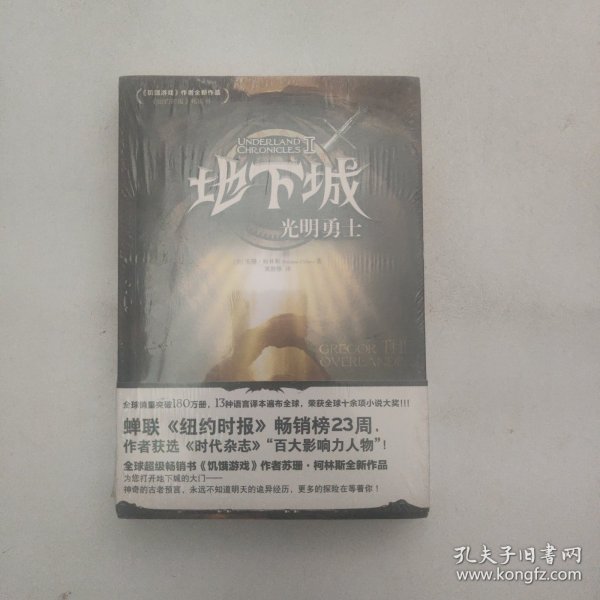 《饥饿游戏》作者全新作品
UNDERLAND
CHRONICLES I
地下城
光明勇士
GREGOR THE
OVERLANDER
全球销量突破180万册，13种语言译本遍布全球，荣获全球十余项小说大奖!!!
蝉联《纽约时报》畅销榜23周，
作者获选《时代杂志》“百大影响力人物”！
全球超级畅销书《饥饿游戏》作者苏珊·柯林斯全新作品
为您打开地下城的大门——
神奇的古老预言，永远不知道明天的诡异经历，更多的探险在等着你！
孔夫子旧书网
www.kongfz.com